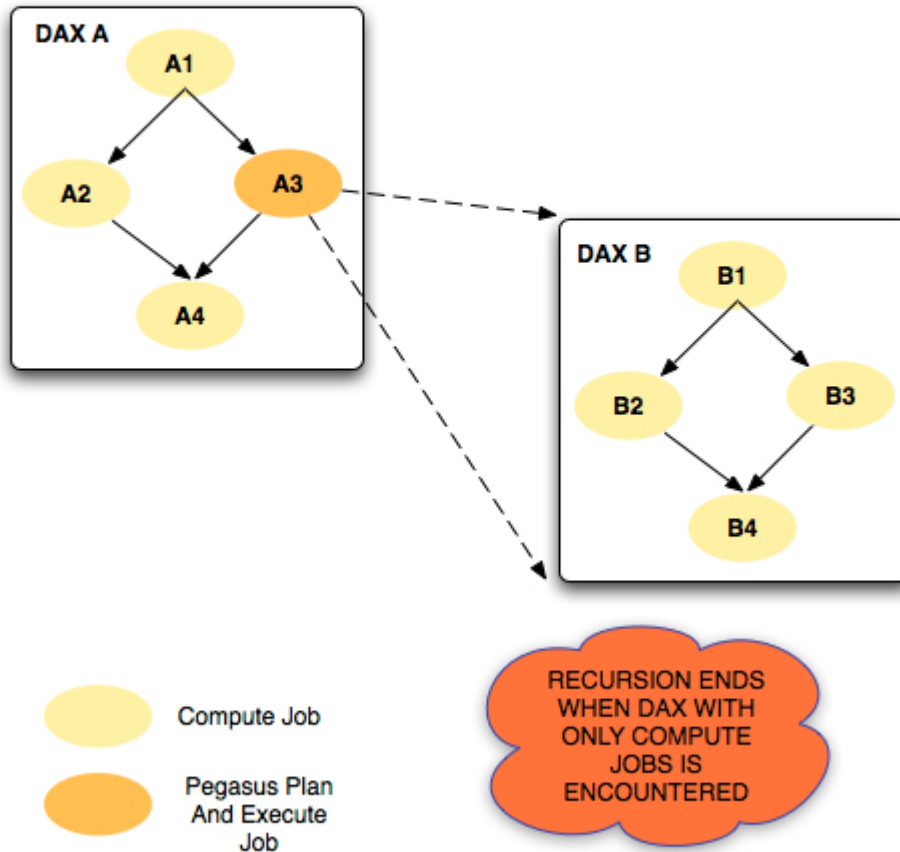 DAX A
A1
A2
A3
A4
DAX B
B1
B2
B3
B4
Compute Job
Pegasus Plan
And Execute
Job
RECURSION ENDS
WHEN DAX WITH
ONLY COMPUTE
JOBS IS
ENCOUNTERED